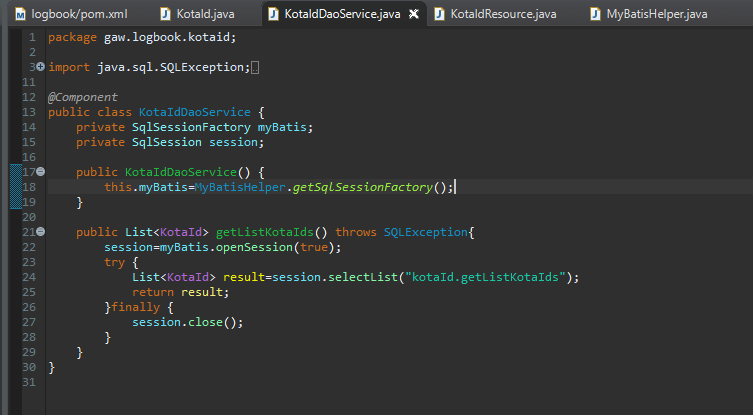 logbook/pom.xml KotaId.java KotaIdDaoService.java KotaIdResource.java MyBatisHelper.java
1 package gaw.logbook.kotaid;
2
3 import java.sql.SQLException;
11
12 @Component
13 public class KotaIdDaoService {
14 private SqlSessionFactory myBatis;
15 private SqlSession session;
16
17 public KotaIdDaoService() {
18 this.myBatis=MyBatisHelper.getSqlSessionFactory();
19 }
20
21 public List<KotaId> getListKotaIds() throws SQLException{
22 session=myBatis.openSession(true);
23 try {
24 List<KotaId> result=session.selectList("kotaId.getListKotaIds");
25 return result;
26 }finally {
27 session.close();
28 }
29 }
30 }
31